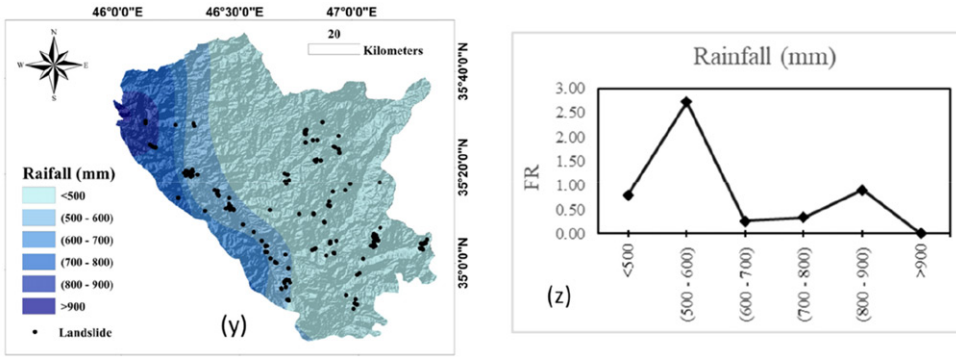 46°0'0"E 46°30'0"E 47°0'0"E
N
W E
S
20
Kilometers
35°40'0"N
35°20'0"N
35°0'0"N
Raifall (mm)
<500
(500 - 600)
(600 - 700)
(700 - 800)
(800 - 900)
>900
Landslide
(y)
Rainfall (mm)
FR
3.00
2.50
2.00
1.50
1.00
0.50
0.00
<500
(500 - 600)
(600 - 700)
(700 - 800)
(800 - 900)
>900
(z)